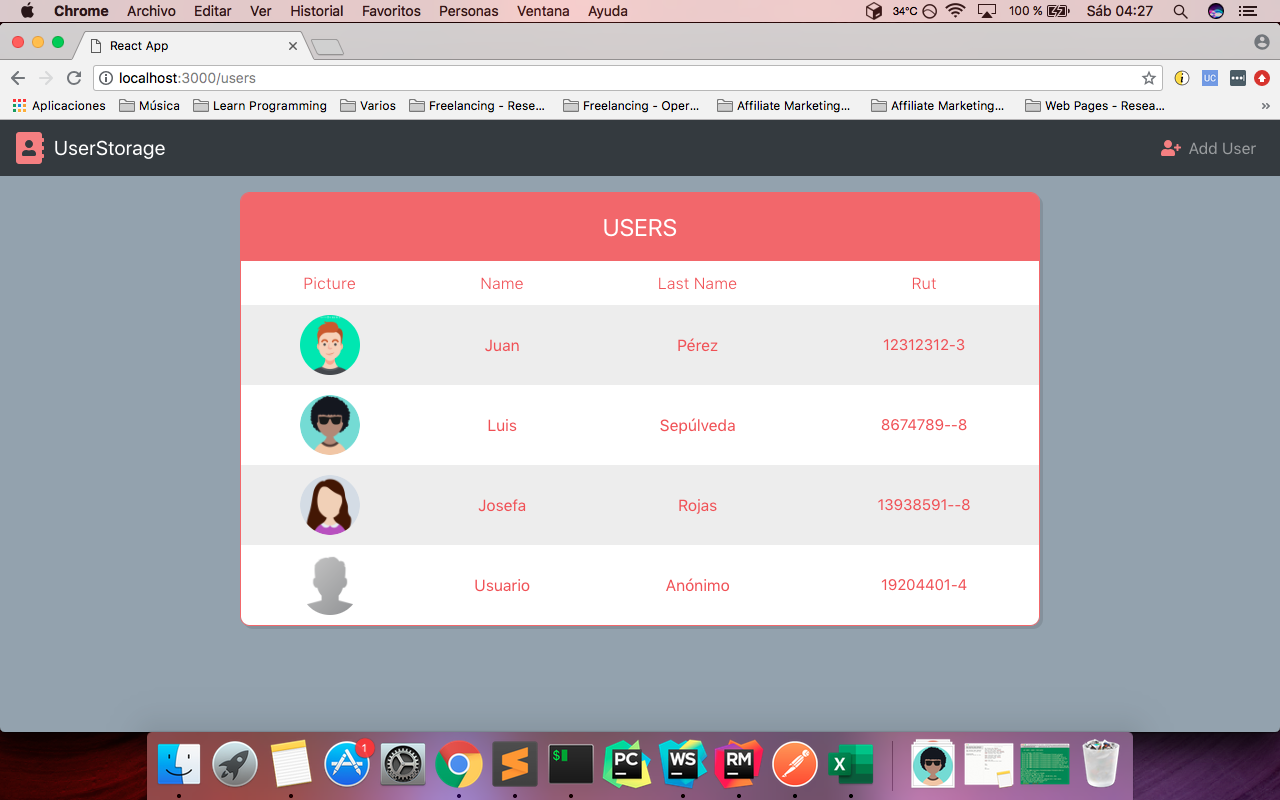 Chrome Archivo Editar Ver Historial Favoritos Personas Ventana Ayuda 34°C 100 % Sáb 04:27
React App
localhost:3000/users UC
Aplicaciones Música Learn Programming Varios Freelancing - Rese... Freelancing - Oper... Affiliate Marketing... Affiliate Marketing... Web Pages - Resea... »
UserStorage Add User
USERS
Picture Name Last Name Rut
Juan Pérez 12312312-3
Luis Sepúlveda 8674789--8
Josefa Rojas 13938591--8
Usuario Anónimo 19204401-4
1
$ PC WS RM X